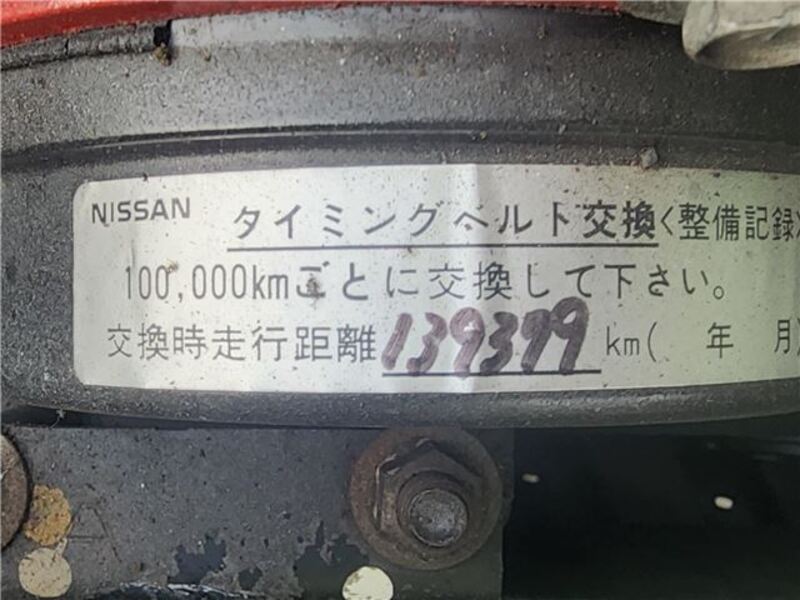 NISSAN タイミングベルト交換<整備記録>
100,000kmごとに交換して下さい。
交換時走行距離 139399 km( 年 月)